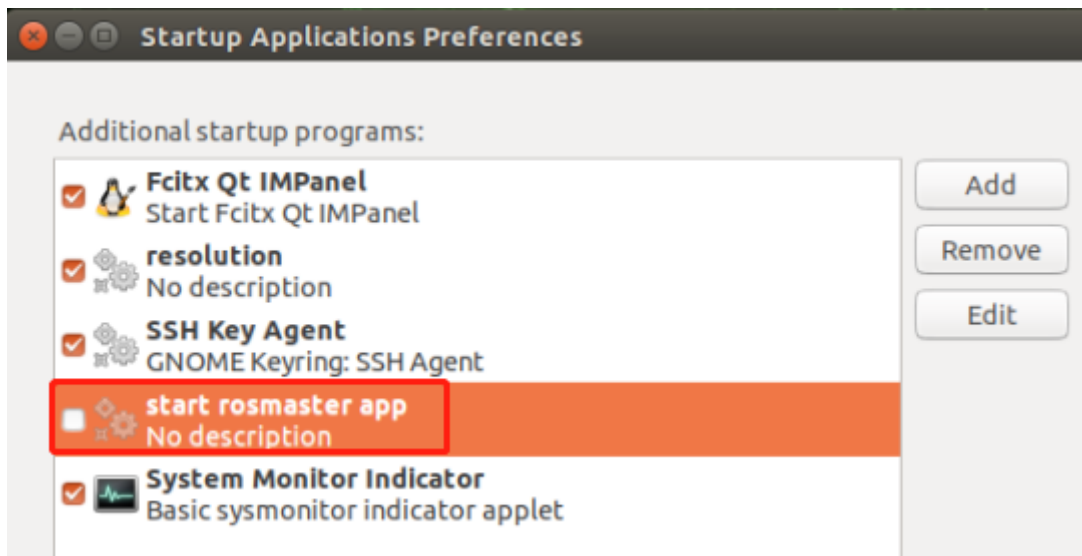 Startup Applications Preferences
Additional startup programs:
Fcitx Qt IMPanel
Start Fcitx Qt IMPanel
Add
resolution
No description
Remove
SSH Key Agent
GNOME Keyring: SSH Agent
Edit
start rosmaster app
No description
System Monitor Indicator
Basic sysmonitor indicator applet